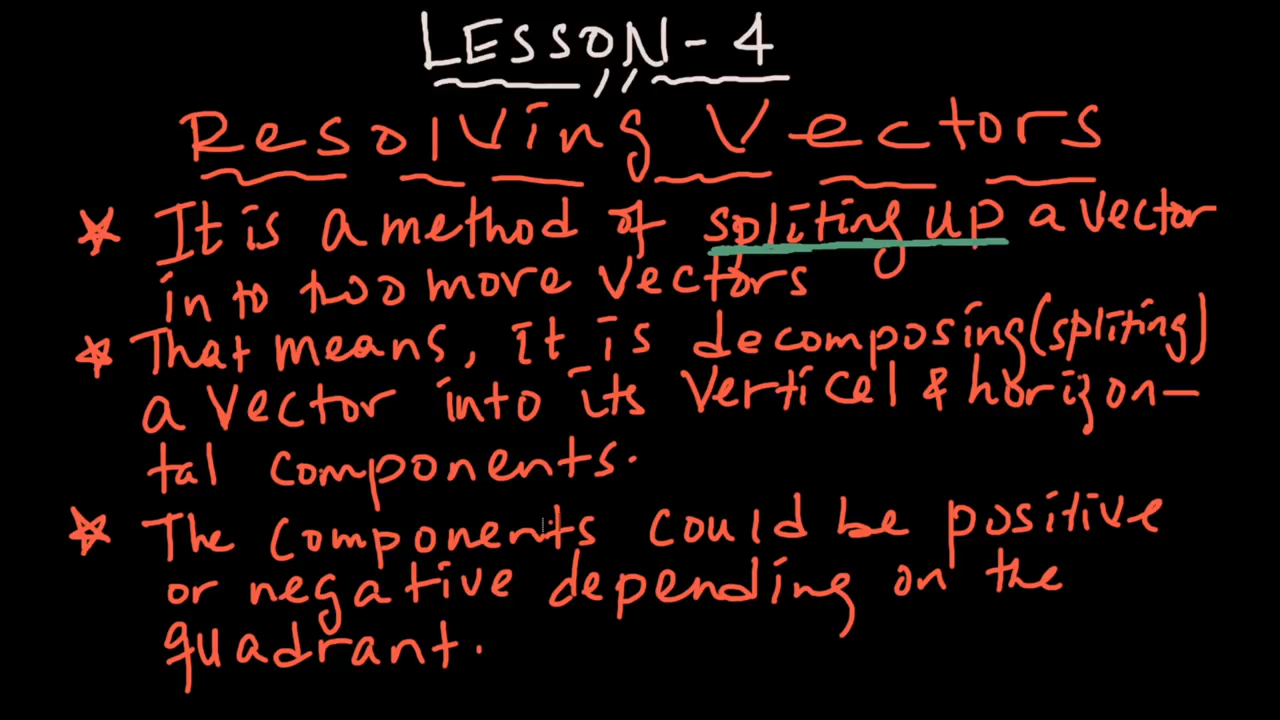 LESSON-4
Resolving Vectors
It is a method of spliting up a vector
in to two more vectors
That means, it is decomposing(spliting)
a vector into its verticel & horizon-
tal components.
The components could be positive
or negative depending on the
quadrant.